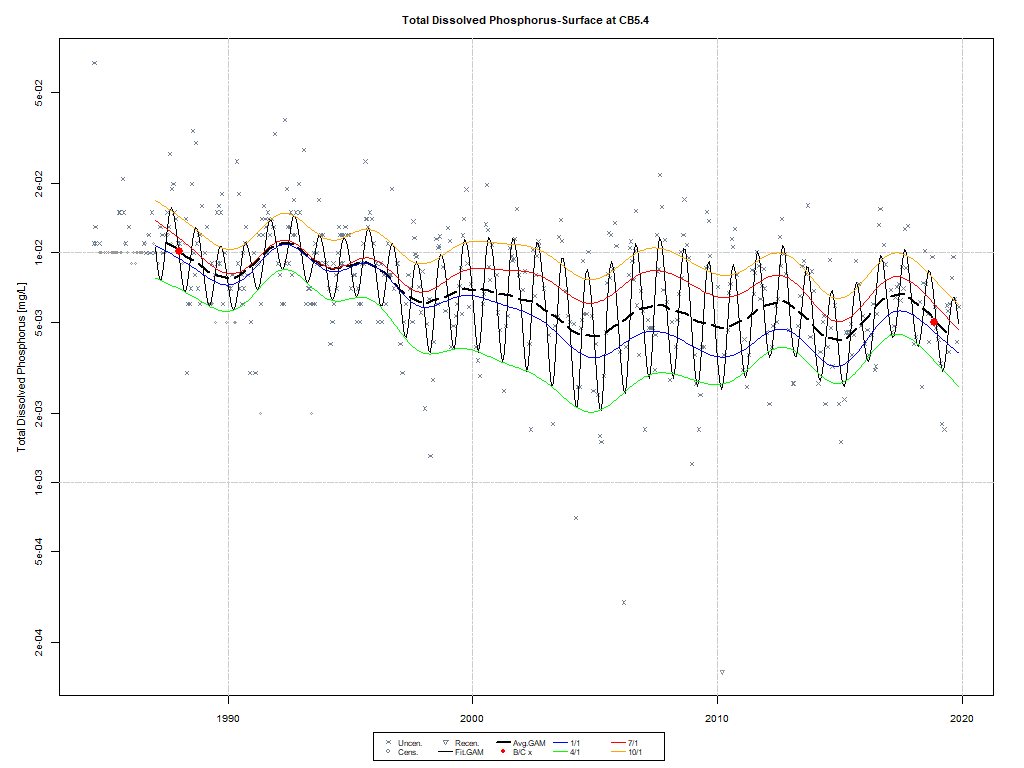 Total Dissolved Phosphorus-Surface at CB5.4
Total Dissolved Phosphorus [mg/L]
5e-02
2e-02
1e-02
5e-03
2e-03
1e-03
5e-04
2e-04
1990
2000
2010
2020
Uncen. Recen. Avg.GAM 1/1 7/1
Cens. Fit.GAM B/C x 4/1 10/1